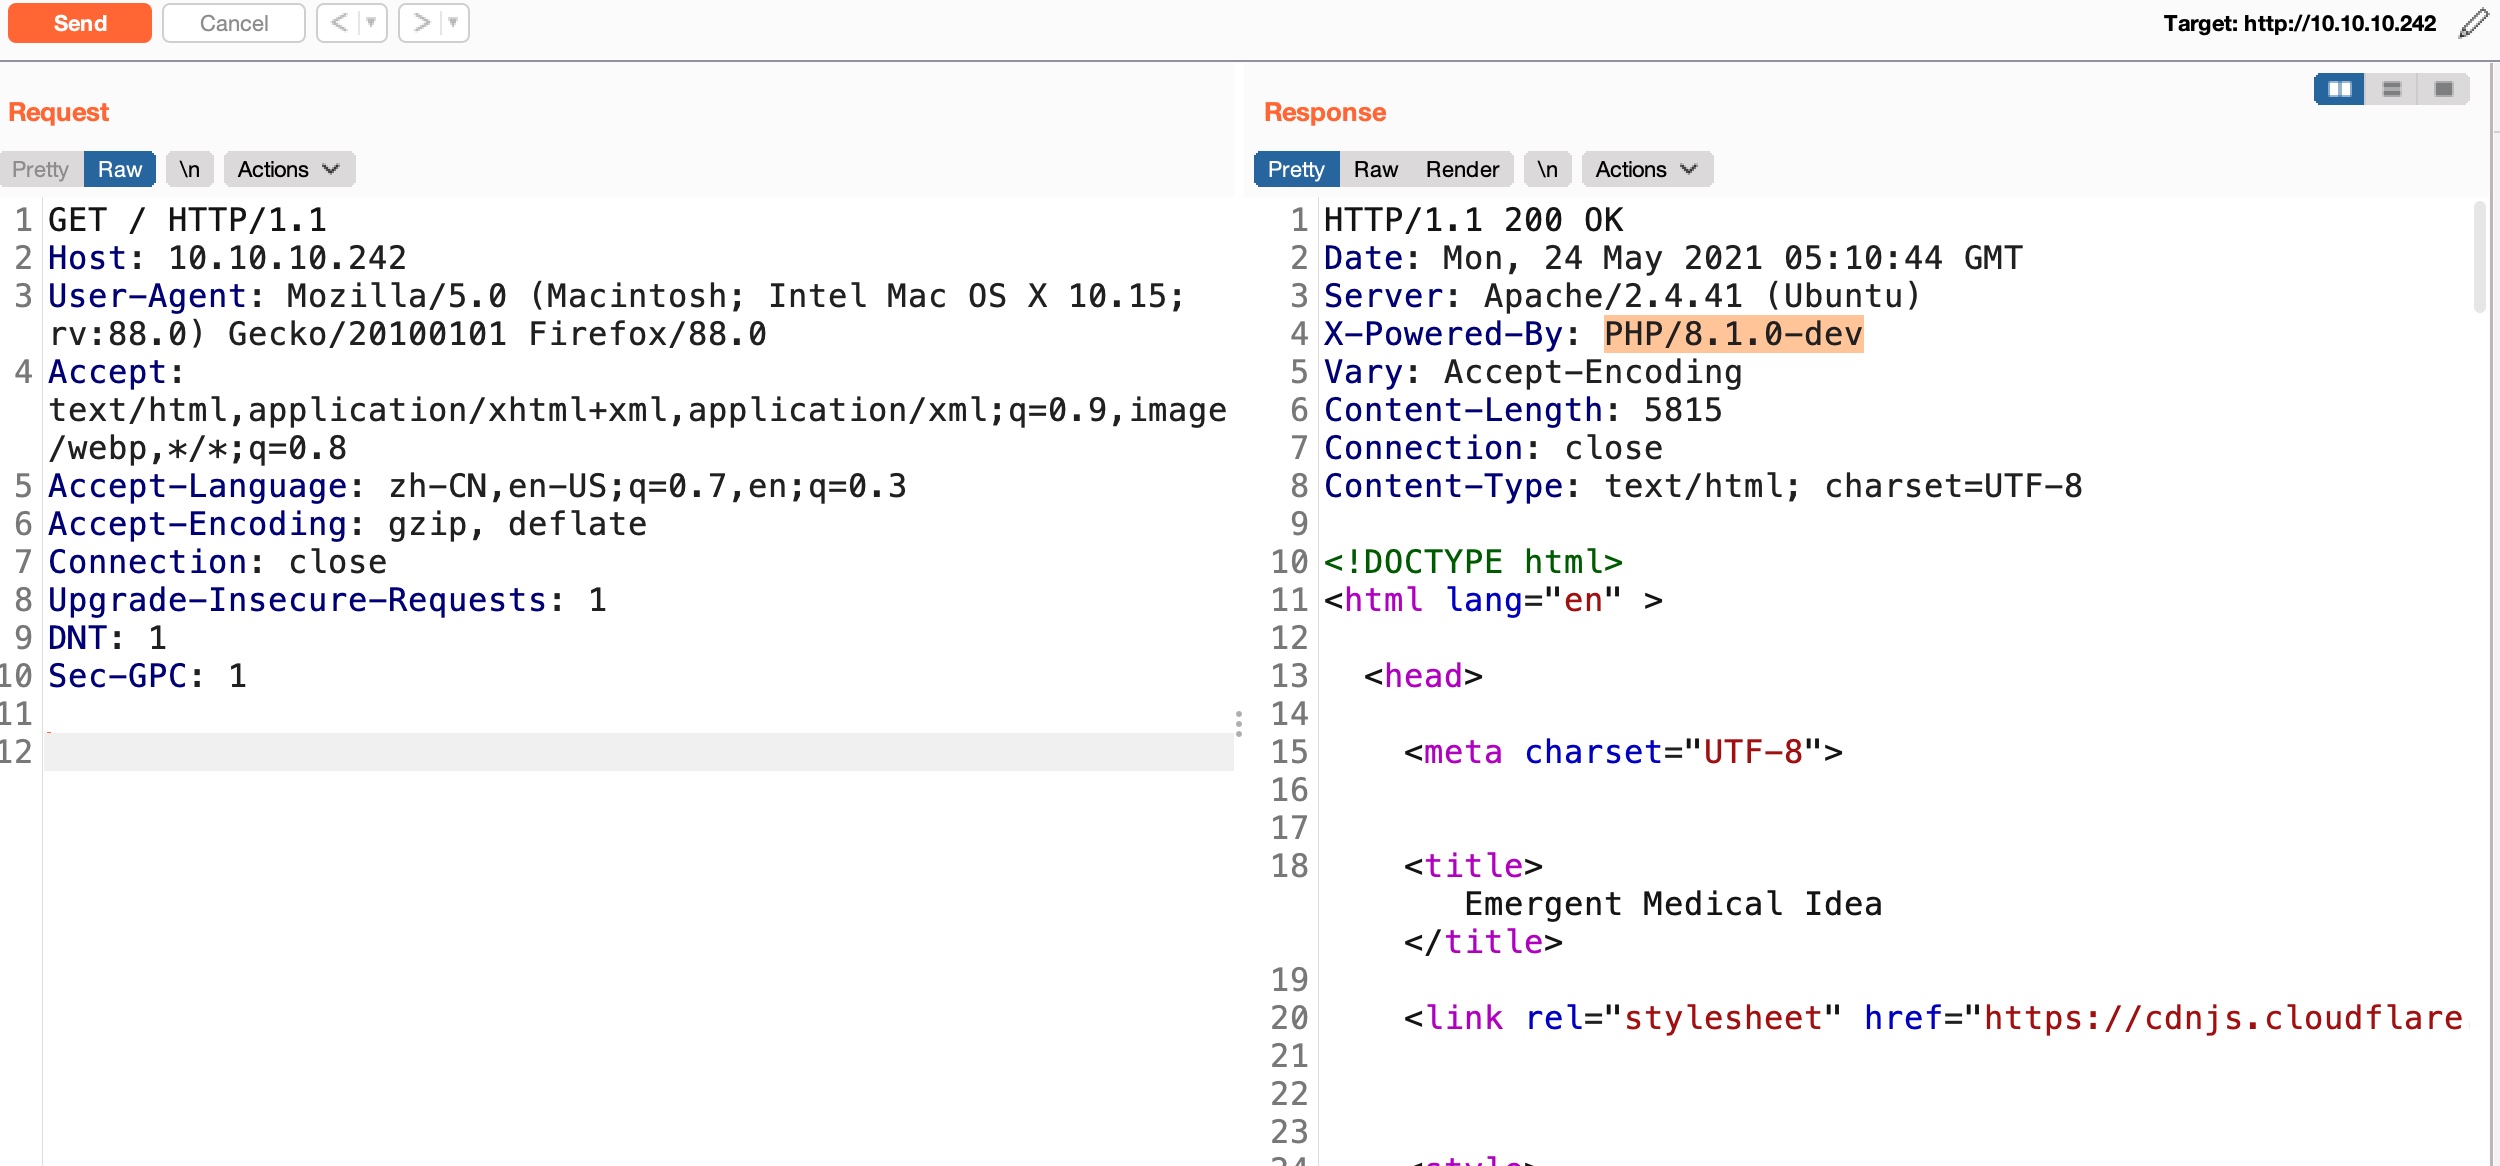 Send
Cancel
Target: http://10.10.10.242
Request
Pretty Raw \n Actions
1 GET / HTTP/1.1
2 Host: 10.10.10.242
3 User-Agent: Mozilla/5.0 (Macintosh; Intel Mac OS X 10.15;
rv:88.0) Gecko/20100101 Firefox/88.0
4 Accept:
text/html,application/xhtml+xml,application/xml;q=0.9,image
/webp,*/*;q=0.8
5 Accept-Language: zh-CN,en-US;q=0.7,en;q=0.3
6 Accept-Encoding: gzip, deflate
7 Connection: close
8 Upgrade-Insecure-Requests: 1
9 DNT: 1
10 Sec-GPC: 1
11
12
Response
Pretty Raw Render \n Actions
1 HTTP/1.1 200 OK
2 Date: Mon, 24 May 2021 05:10:44 GMT
3 Server: Apache/2.4.41 (Ubuntu)
4 X-Powered-By: PHP/8.1.0-dev
5 Vary: Accept-Encoding
6 Content-Length: 5815
7 Connection: close
8 Content-Type: text/html; charset=UTF-8
9
10 <!DOCTYPE html>
11 <html lang="en" >
12
13 <head>
14
15 <meta charset="UTF-8">
16
17
18 <title>
Emergent Medical Idea
</title>
19
20 <link rel="stylesheet" href="https://cdnjs.cloudflare.
21
22
23
24 <style>